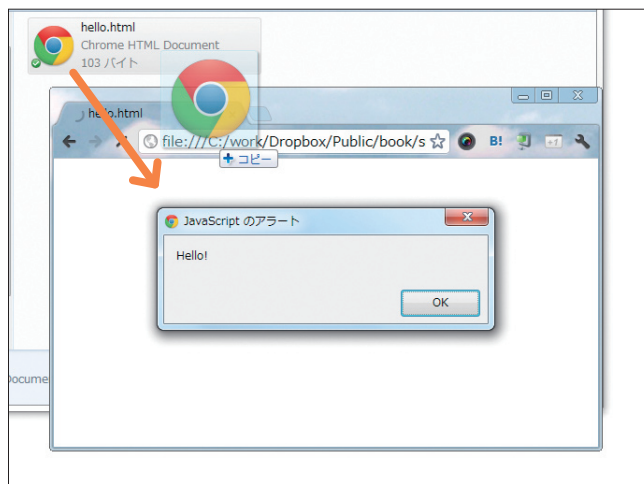 hello.html
Chrome HTML Document
103 バイト
hello.html
file:///C:/work/Dropbox/Public/book/s
B!
+1
コピー
JavaScript のアラート
Hello!
OK